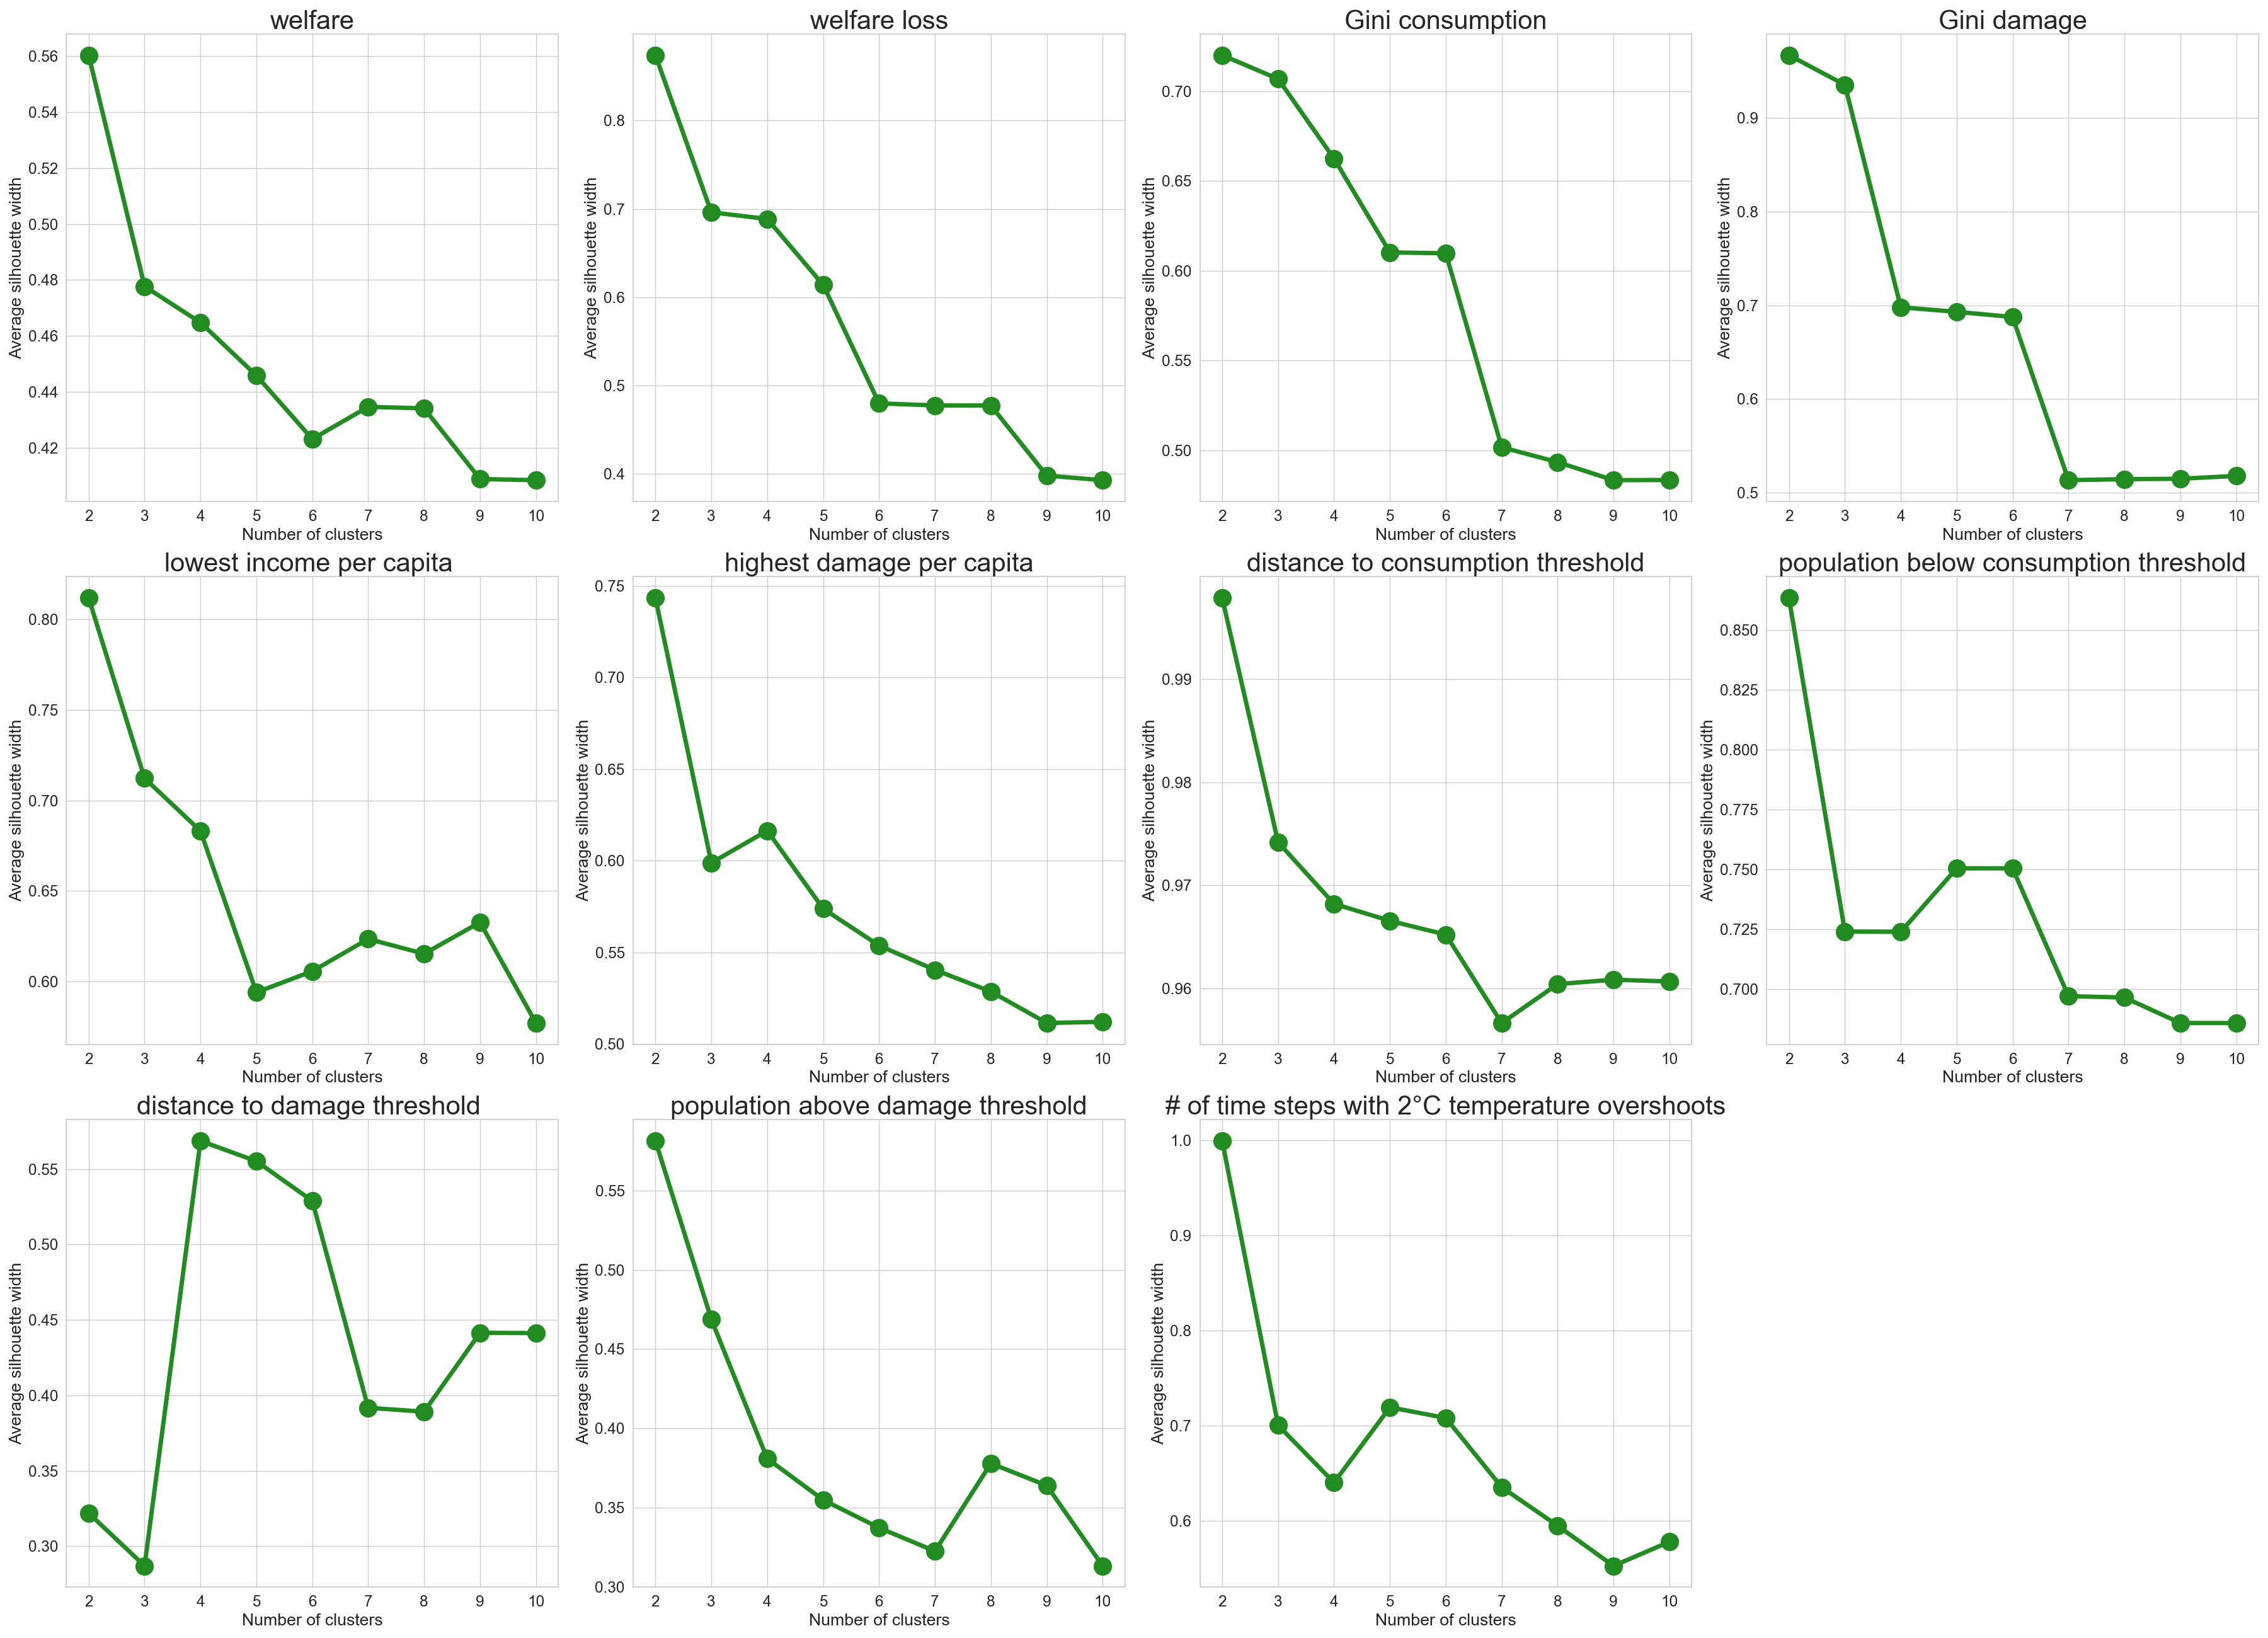 welfare
0.56
0.54
0.52
0.50
0.48
0.46
0.44
0.42
Average silhouette width
2 3 4 5 6 7 8 9 10
Number of clusters
welfare loss
0.8
0.7
0.6
0.5
0.4
Average silhouette width
2 3 4 5 6 7 8 9 10
Number of clusters
Gini consumption
0.70
0.65
0.60
0.55
0.50
Average silhouette width
2 3 4 5 6 7 8 9 10
Number of clusters
Gini damage
0.9
0.8
0.7
0.6
0.5
Average silhouette width
2 3 4 5 6 7 8 9 10
Number of clusters
lowest income per capita
0.80
0.75
0.70
0.65
0.60
Average silhouette width
2 3 4 5 6 7 8 9 10
Number of clusters
highest damage per capita
0.75
0.70
0.65
0.60
0.55
0.50
Average silhouette width
2 3 4 5 6 7 8 9 10
Number of clusters
distance to consumption threshold
0.99
0.98
0.97
0.96
Average silhouette width
2 3 4 5 6 7 8 9 10
Number of clusters
population below consumption threshold
0.850
0.825
0.800
0.775
0.750
0.725
0.700
Average silhouette width
2 3 4 5 6 7 8 9 10
Number of clusters
distance to damage threshold
0.55
0.50
0.45
0.40
0.35
0.30
Average silhouette width
2 3 4 5 6 7 8 9 10
Number of clusters
population above damage threshold
0.55
0.50
0.45
0.40
0.35
0.30
Average silhouette width
2 3 4 5 6 7 8 9 10
Number of clusters
# of time steps with 2°C temperature overshoots
1.0
0.9
0.8
0.7
0.6
Average silhouette width
2 3 4 5 6 7 8 9 10
Number of clusters